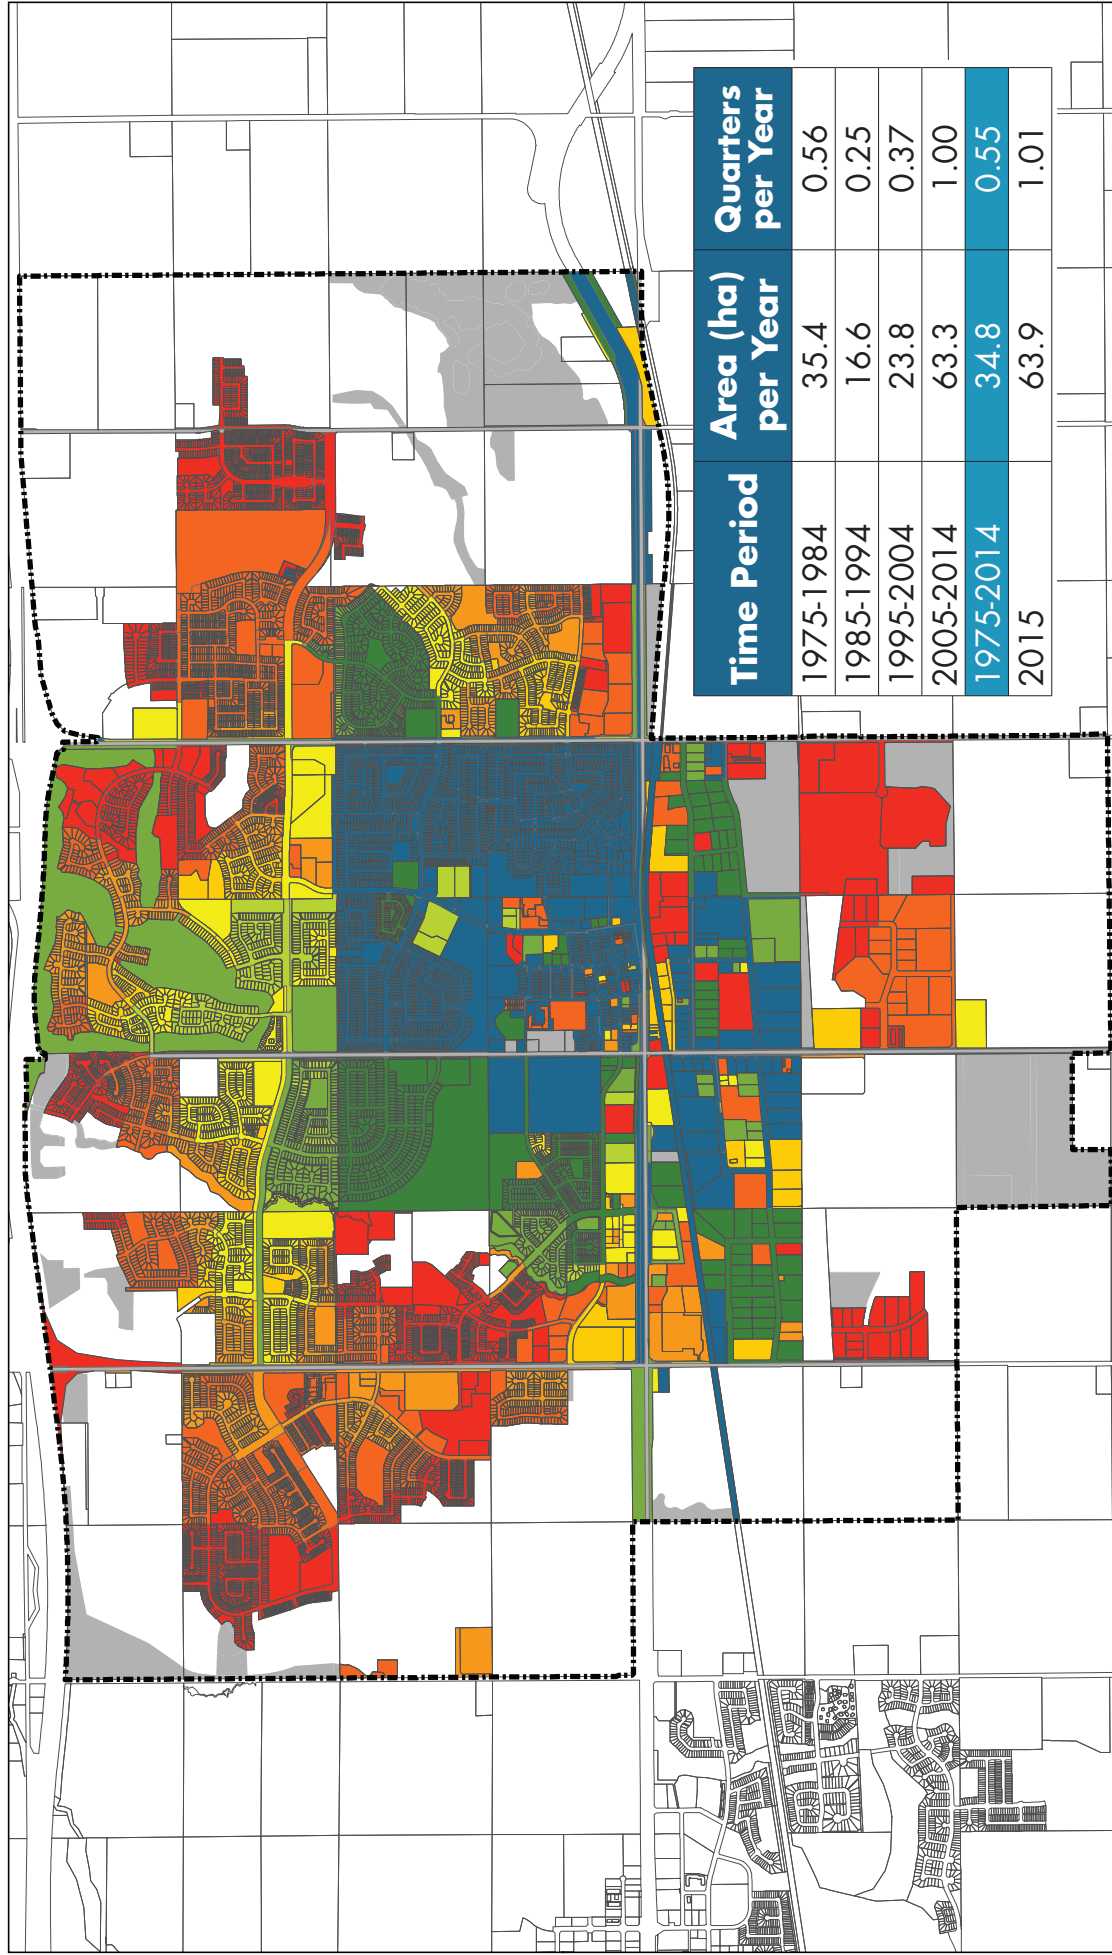 Time Period Area (ha) per Year Quarters per Year
1975-1984 35.4 0.56
1985-1994 16.6 0.25
1995-2004 23.8 0.37
2005-2014 63.3 1.00
1975-2014 34.8 0.55
2015 63.9 1.01